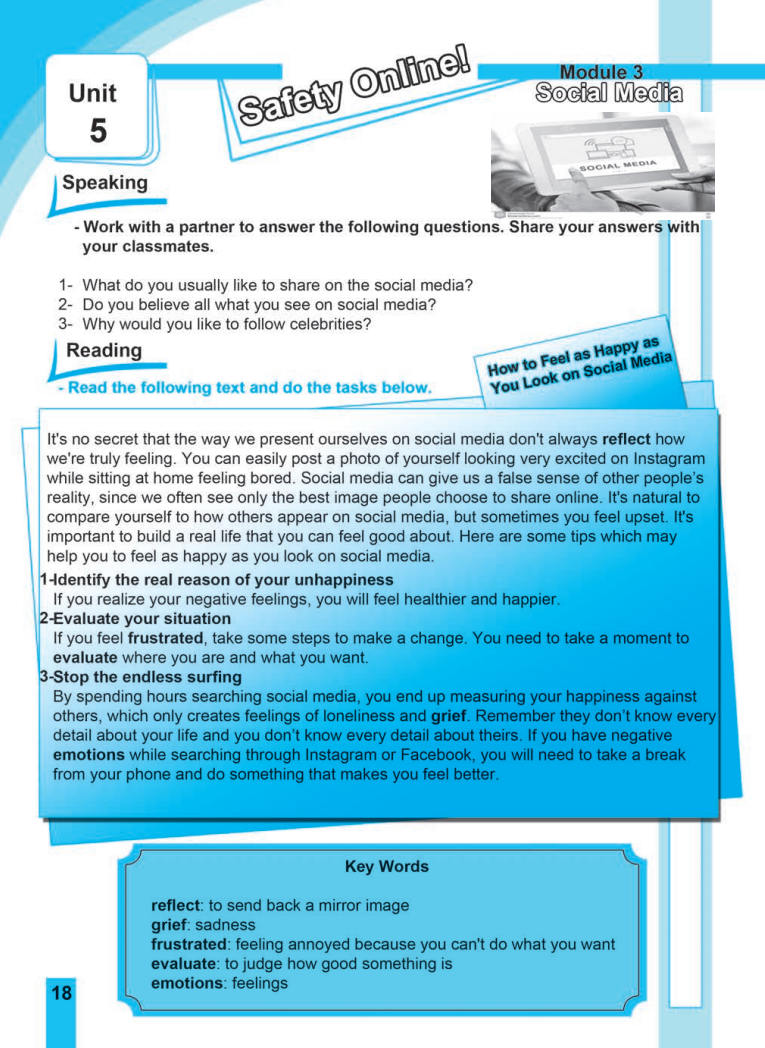 Unit
5
Safety Online!
Module 3
Social Media
SOCIAL MEDIA
Speaking
- Work with a partner to answer the following questions. Share your answers with
your classmates.
1- What do you usually like to share on the social media?
2- Do you believe all what you see on social media?
3- Why would you like to follow celebrities?
Reading
- Read the following text and do the tasks below.
How to Feel as Happy as
You Look on Social Media
It's no secret that the way we present ourselves on social media don't always reflect how
we're truly feeling. You can easily post a photo of yourself looking very excited on Instagram
while sitting at home feeling bored. Social media can give us a false sense of other people's
reality, since we often see only the best image people choose to share online. It's natural to
compare yourself to how others appear on social media, but sometimes you feel upset. It's
important to build a real life that you can feel good about. Here are some tips which may
help you to feel as happy as you look on social media.
1-Identify the real reason of your unhappiness
If you realize your negative feelings, you will feel healthier and happier.
2-Evaluate your situation
If you feel frustrated, take some steps to make a change. You need to take a moment to
evaluate where you are and what you want.
3-Stop the endless surfing
By spending hours searching social media, you end up measuring your happiness against
others, which only creates feelings of loneliness and grief. Remember they don't know every
detail about your life and you don't know every detail about theirs. If you have negative
emotions while searching through Instagram or Facebook, you will need to take a break
from your phone and do something that makes you feel better.
Key Words
reflect: to send back a mirror image
grief: sadness
frustrated: feeling annoyed because you can't do what you want
evaluate: to judge how good something is
emotions: feelings
18